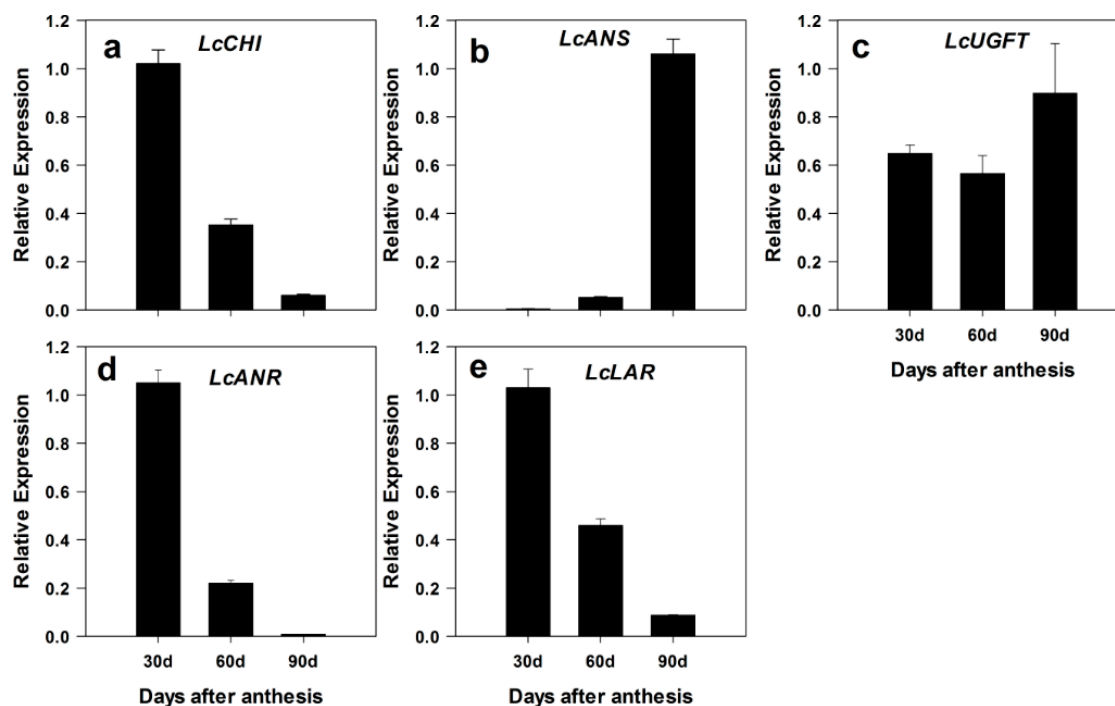 a
LcCHI
1.2
1.0
0.8
0.6
0.4
0.2
0.0
Relative Expression
b
LcANS
1.2
1.0
0.8
0.6
0.4
0.2
0.0
Relative Expression
c
LcUGFT
1.2
1.0
0.8
0.6
0.4
0.2
0.0
Relative Expression
30d 60d 90d
Days after anthesis
d
LcANR
1.2
1.0
0.8
0.6
0.4
0.2
0.0
Relative Expression
30d 60d 90d
Days after anthesis
e
LcLAR
1.2
1.0
0.8
0.6
0.4
0.2
0.0
Relative Expression
30d 60d 90d
Days after anthesis